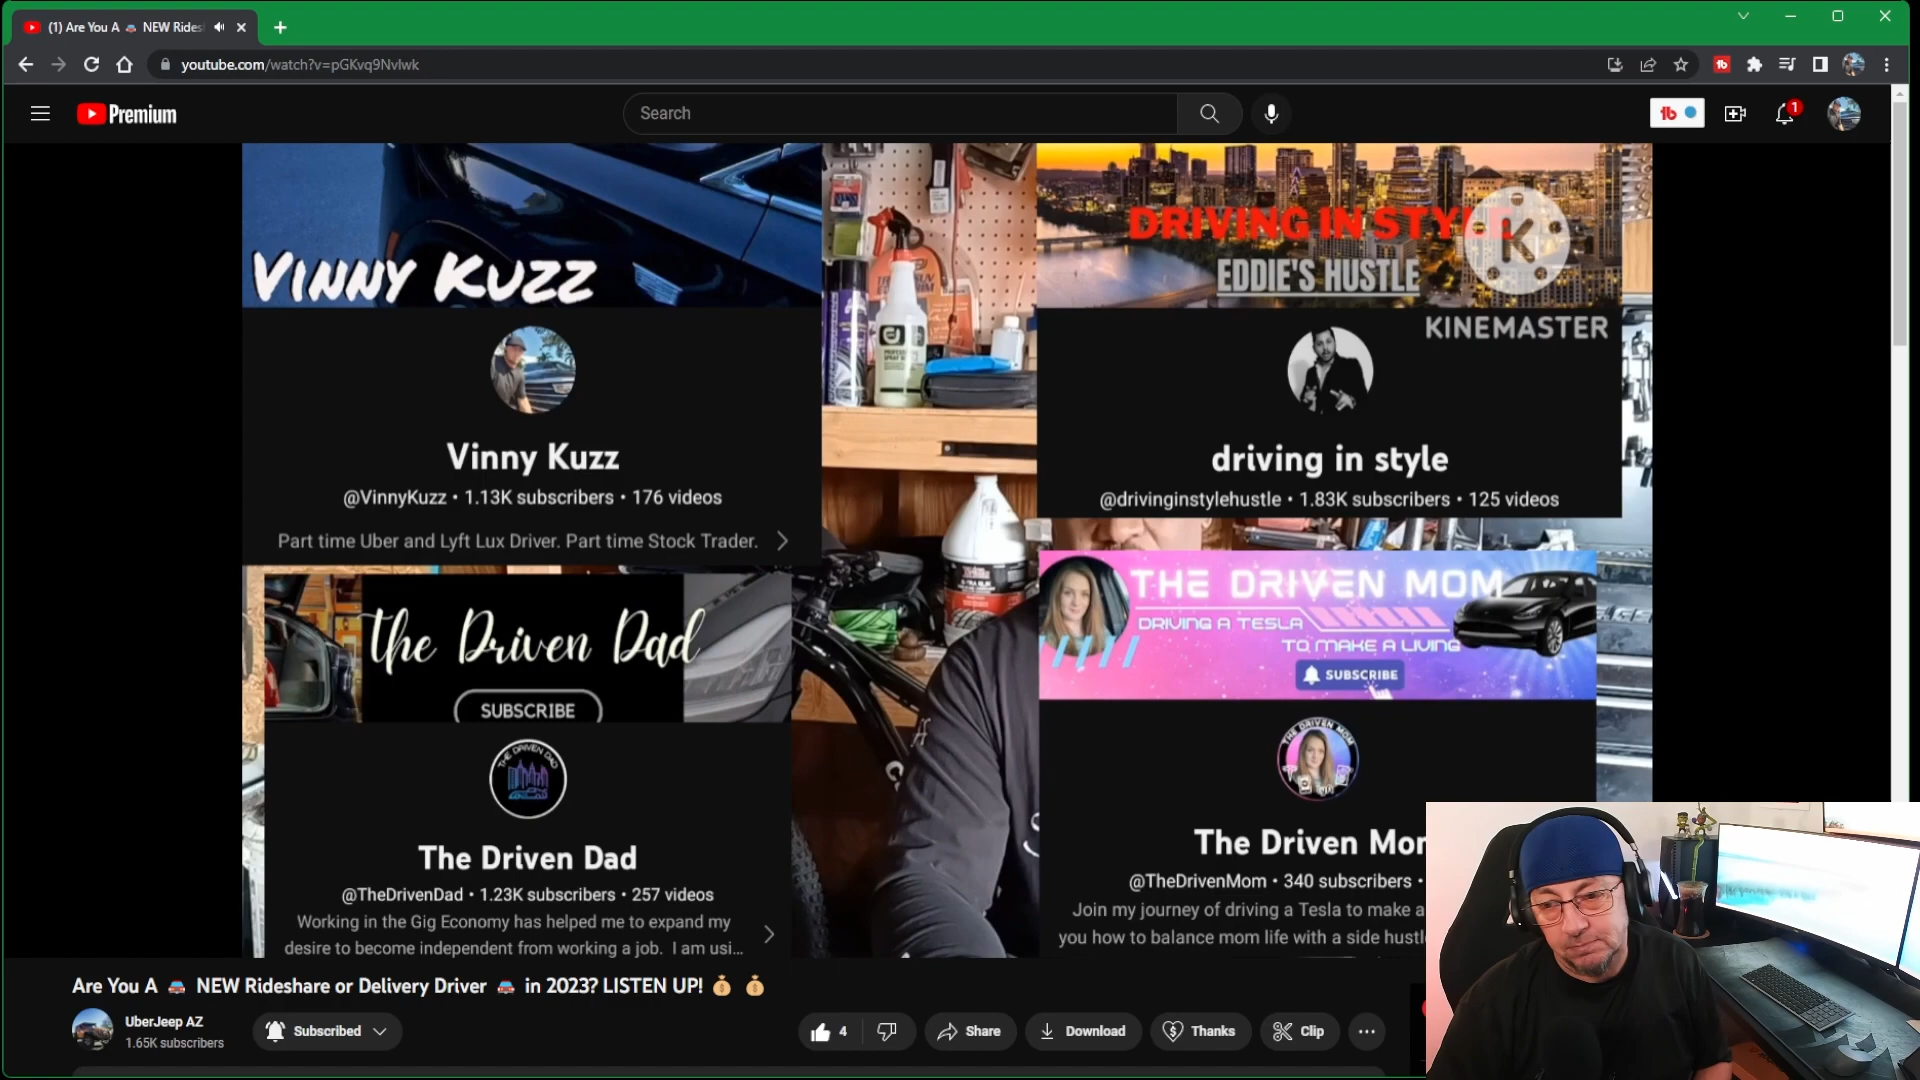 (1) Are You A 🚘 NEW Rides
youtube.com/watch?v=pGKvq9NvIwk
Premium
Search
1
VINNY KUZZ
Vinny Kuzz
@VinnyKuzz • 1.13K subscribers • 176 videos
Part time Uber and Lyft Lux Driver. Part time Stock Trader.
DRIVING IN STYLE
EDDIE'S HUSTLE
K
KINEMASTER
driving in style
@drivinginstylehustle • 1.83K subscribers • 125 videos
the Driven Dad
SUBSCRIBE
THE DRIVEN DAD
The Driven Dad
@TheDrivenDad • 1.23K subscribers • 257 videos
Working in the Gig Economy has helped me to expand my
desire to become independent from working a job. I am usi...
THE DRIVEN MOM
DRIVING A TESLA
TO MAKE A LIVING
SUBSCRIBE
THE DRIVEN MOM
The Driven Mo
@TheDrivenMom • 340 subscribers •
Join my journey of driving a Tesla to make a
you how to balance mom life with a side hustl
Are You A 🚘 NEW Rideshare or Delivery Driver 🚘 in 2023? LISTEN UP! 💰 💰
UberJeep AZ
1.65K subscribers
Subscribed
4
Share
Download
Thanks
Clip